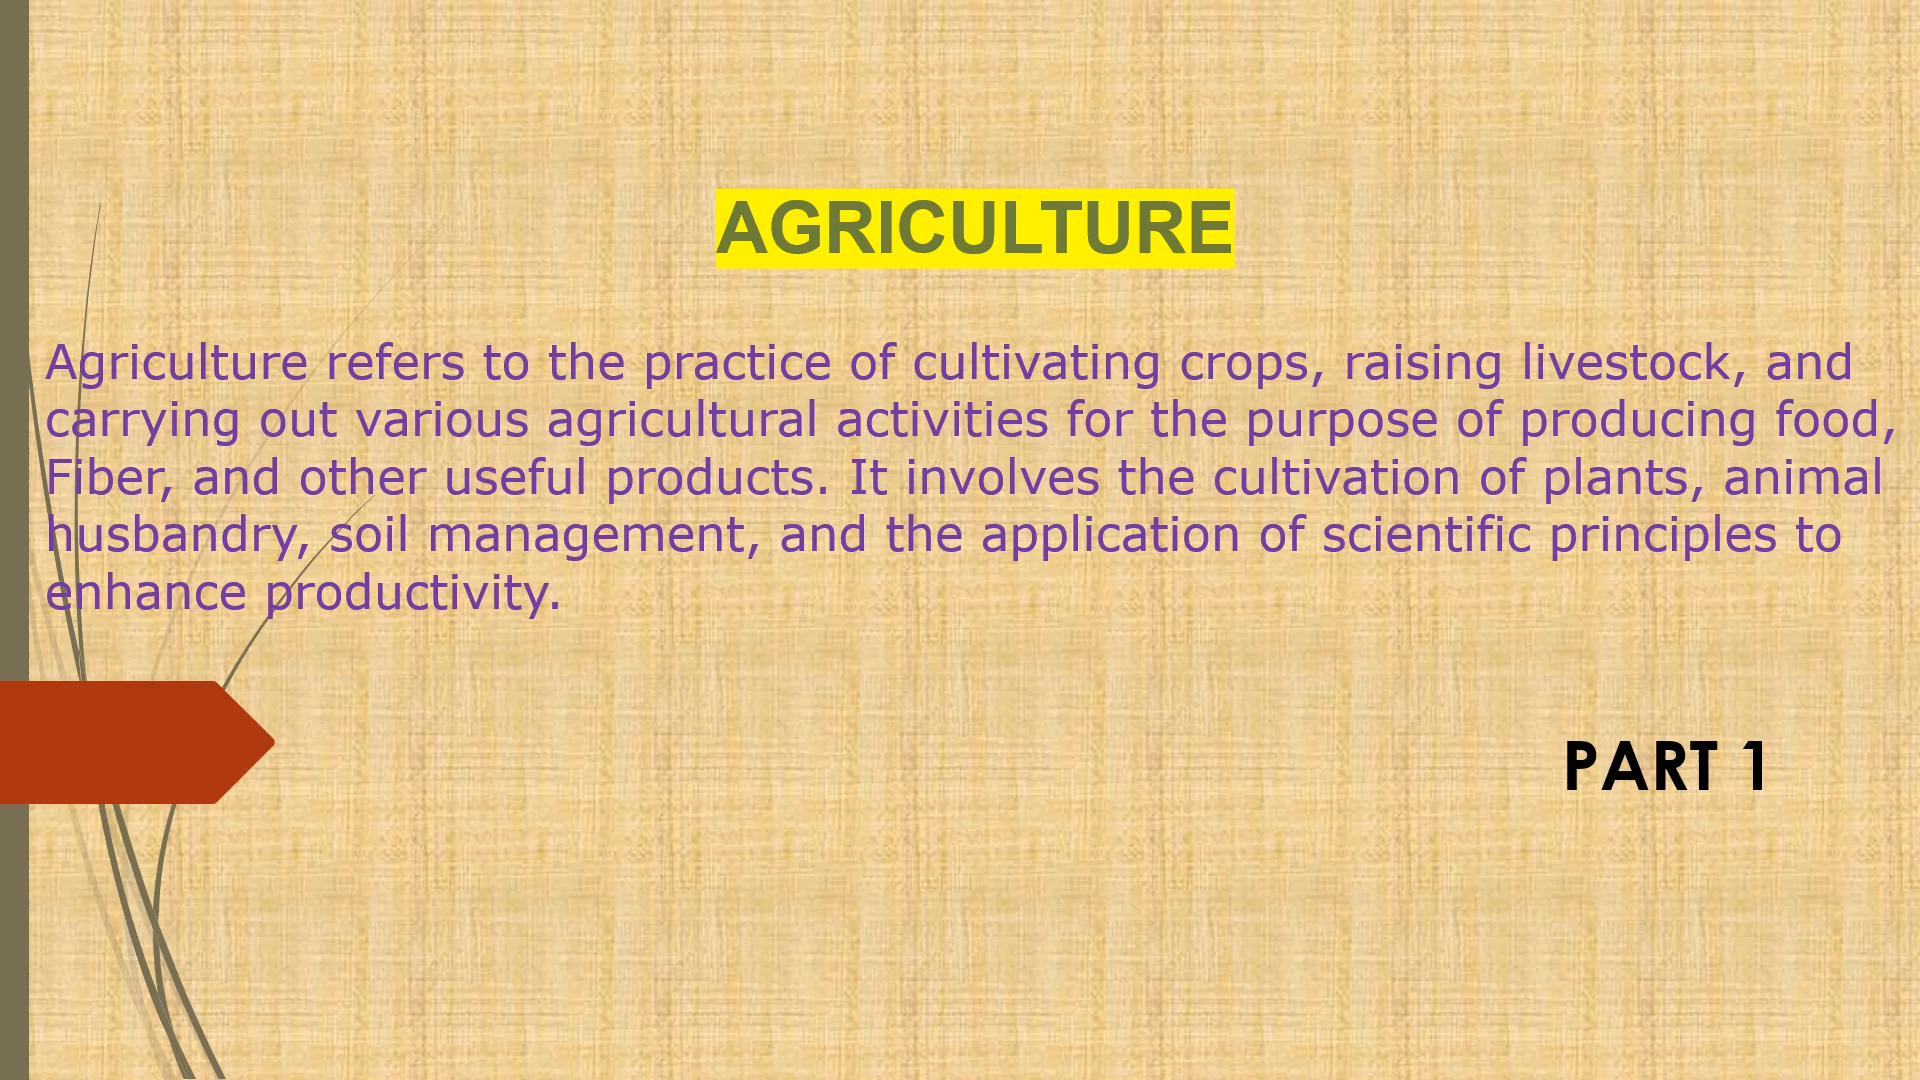 AGRICULTURE
Agriculture refers to the practice of cultivating crops, raising livestock, and
carrying out various agricultural activities for the purpose of producing food,
Fiber, and other useful products. It involves the cultivation of plants, animal
husbandry, soil management, and the application of scientific principles to
enhance productivity.
PART 1